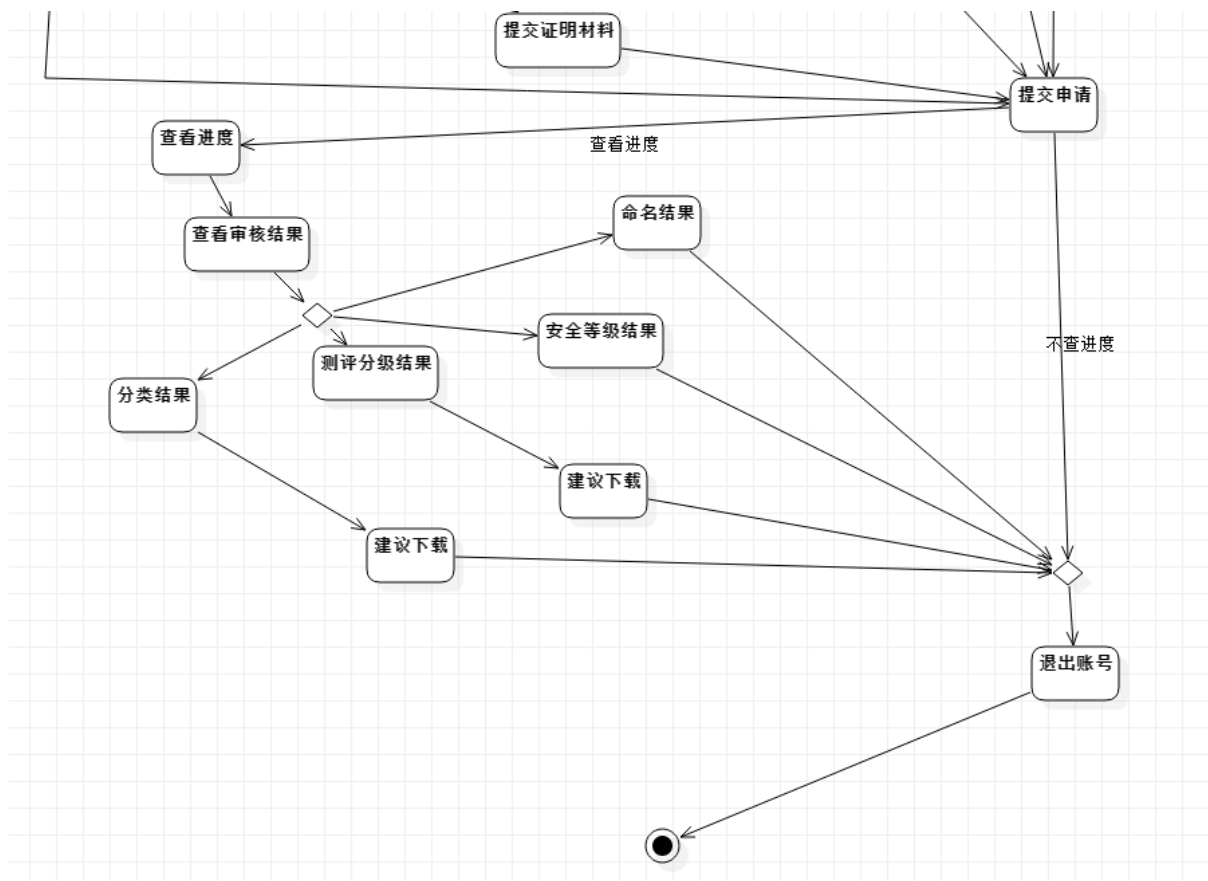 提交证明材料
提交申请
查看进度
查看进度
查看审核结果
命名结果
安全等级结果
不查进度
测评分级结果
分类结果
建议下载
建议下载
退出账号